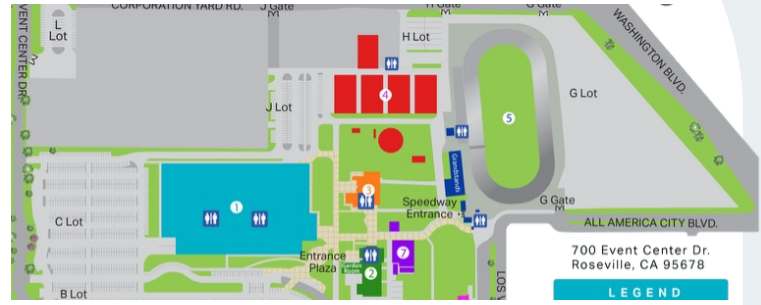 CORPORATION YARD RD.
J Gate
H Gate
G Gate
L
Lot
H Lot
WASHINGTON BLVD.
EVENT CENTER DR.
4
G Lot
J Lot
5
Grandstands
3
1
Speedway
Entrance
G Gate
C Lot
ALL AMERICA CITY BLVD.
Entrance
Plaza
7
700 Event Center Dr.
Roseville, CA 95678
Garden
Room
2
B Lot
LOS V
LEGEND